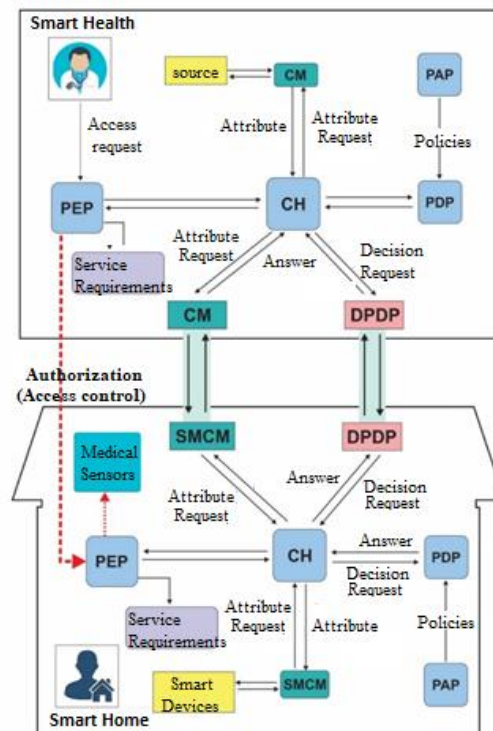 Smart Health
source
CM
PAP
Access
request
Attribute
Attribute
Request
Policies
PEP
CH
PDP
Service
Requirements
Attribute
Request
Answer
Decision
Request
CM
DPDP
Authorization
(Access control)
SMCM
DPDP
Medical
Sensors
Attribute
Request
Answer
Decision
Request
PEP
CH
Answer
Decision
Request
PDP
Service
Requirements
Attribute
Request
Attribute
Policies
Smart
Devices
SMCM
PAP
Smart Home